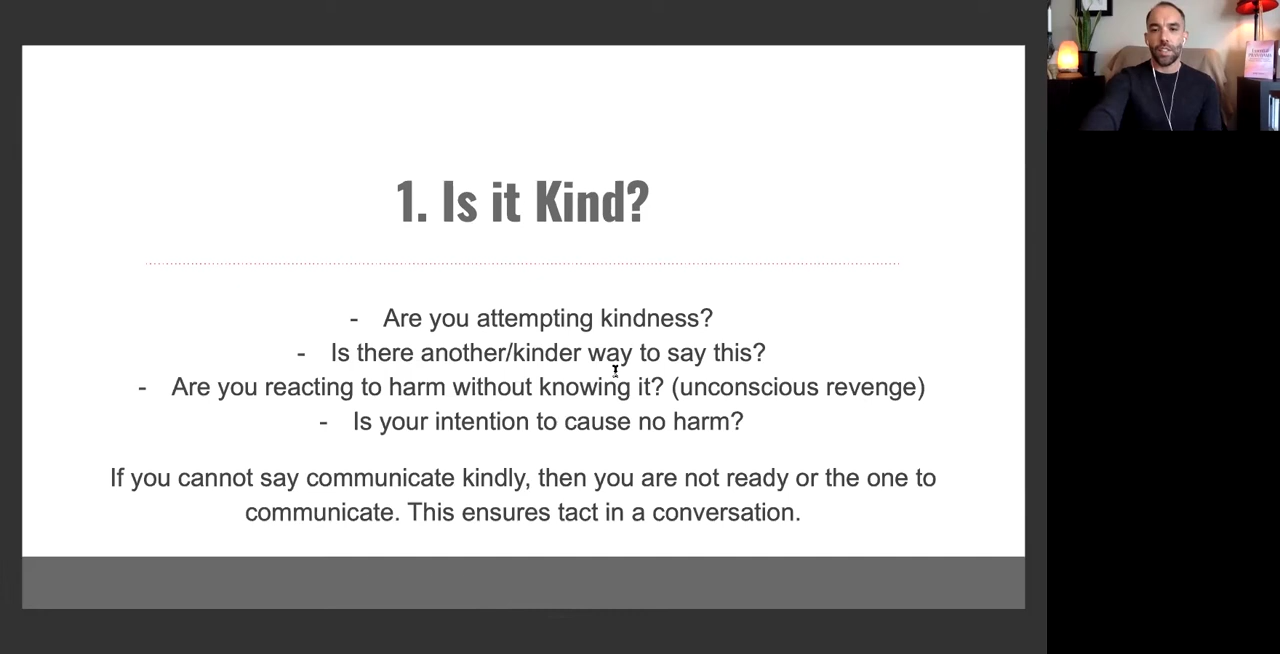 1. Is it Kind?
- Are you attempting kindness?
- Is there another/kinder way to say this?
- Are you reacting to harm without knowing it? (unconscious revenge)
- Is your intention to cause no harm?
If you cannot say communicate kindly, then you are not ready or the one to
communicate. This ensures tact in a conversation.